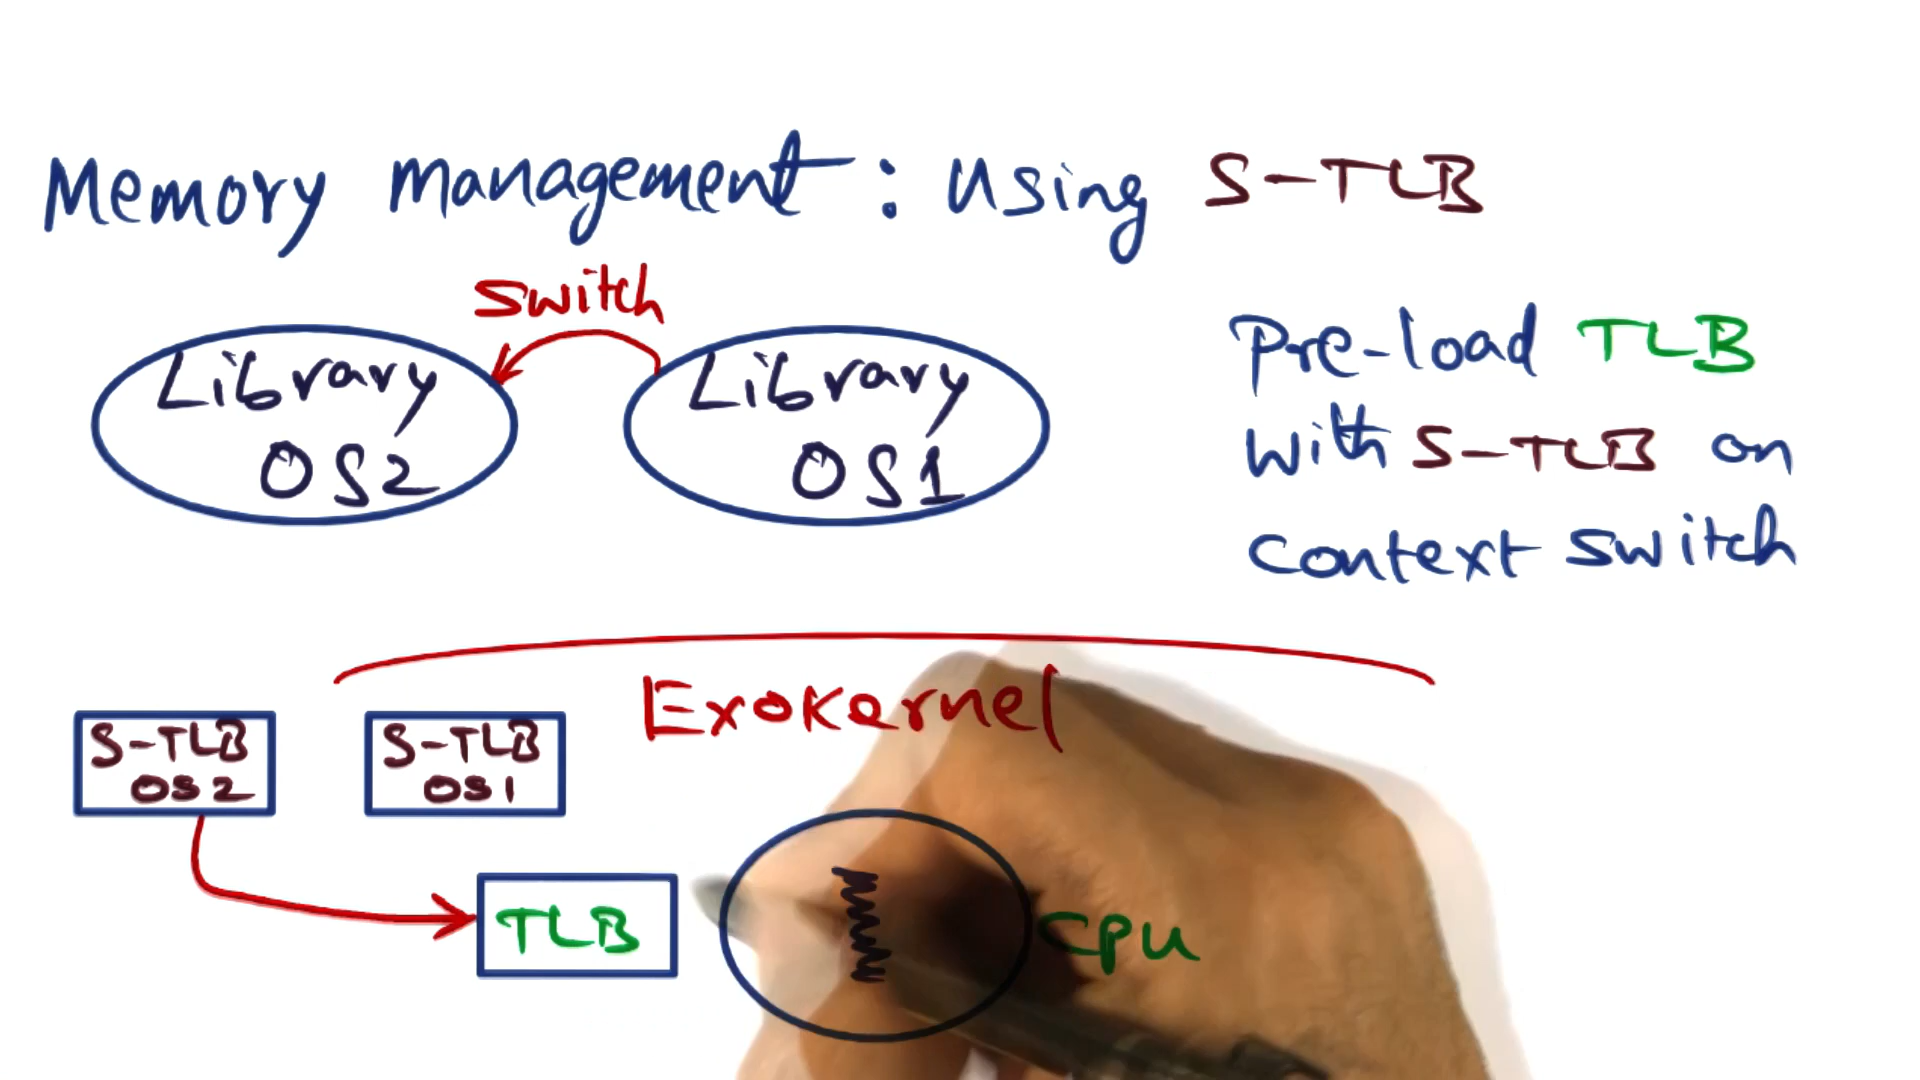 Memory management: using S-TLB
Switch
Library
OS2
Library
OS1
Pre-load TLB
with S-TLB on
context switch
Exokernel
S-TLB
OS2
S-TLB
OS1
TLB
CPU